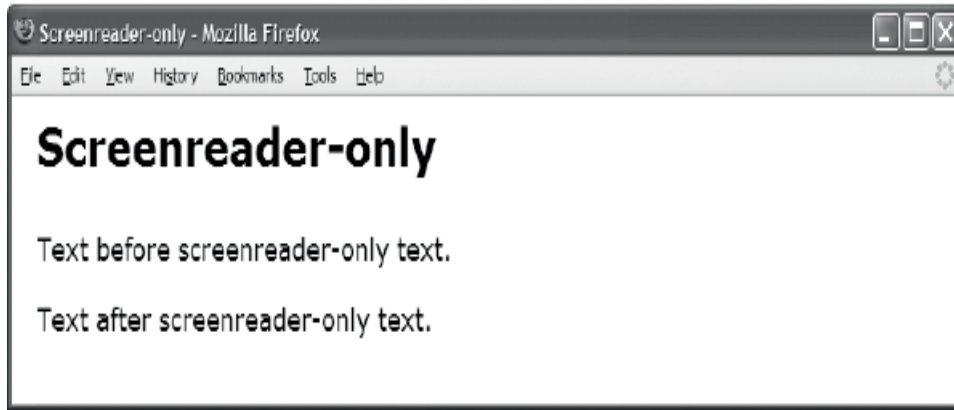 Screenreader-only - Mozilla Firefox
File Edit View History Bookmarks Tools Help
Screenreader-only
Text before screenreader-only text.
Text after screenreader-only text.